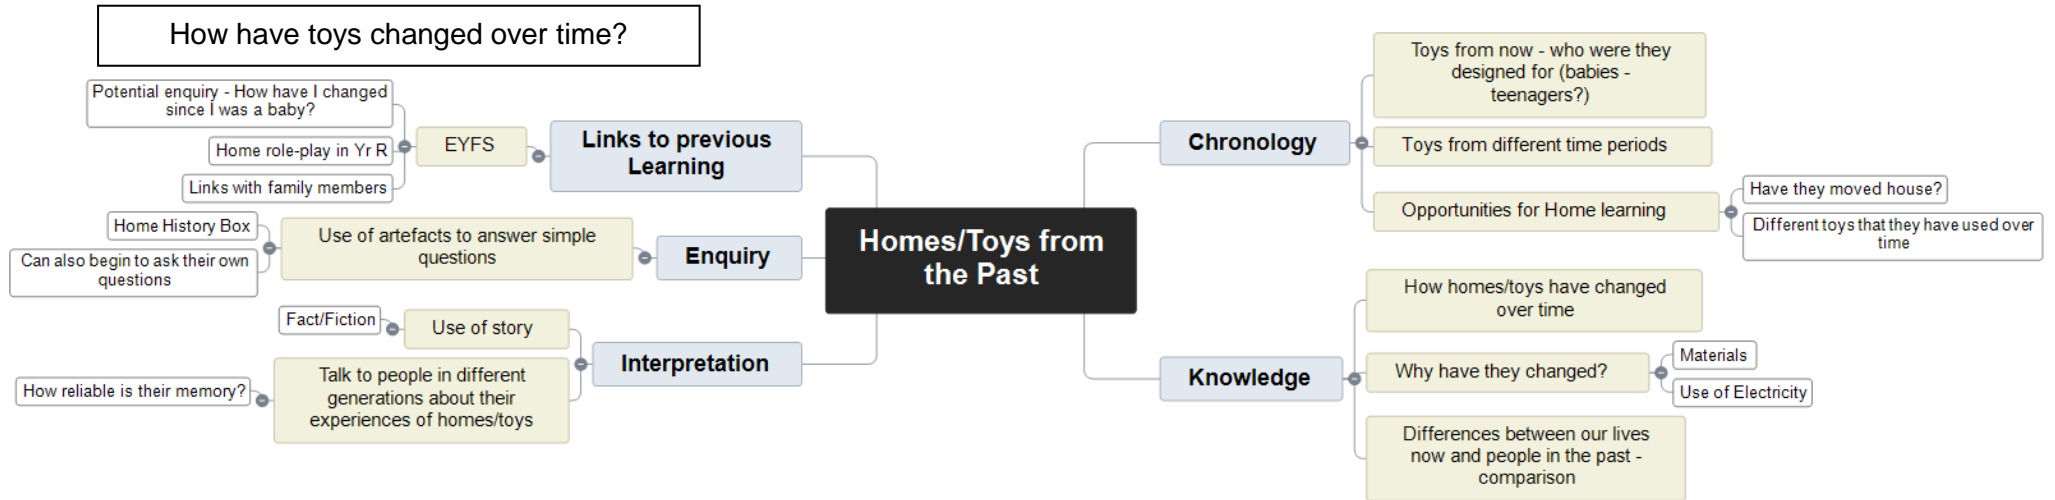 How have toys changed over time?
Potential enquiry - How have I changed
since I was a baby?
Home role-play in Yr R
Links with family members
EYFS
Links to previous
Learning
Home History Box
Can also begin to ask their own
questions
Use of artefacts to answer simple
questions
Enquiry
Fact/Fiction
Use of story
How reliable is their memory?
Talk to people in different
generations about their
experiences of homes/toys
Interpretation
Homes/Toys from
the Past
Chronology
Toys from now - who were they
designed for (babies -
teenagers?)
Toys from different time periods
Opportunities for Home learning
Have they moved house?
Different toys that they have used over
time
Knowledge
How homes/toys have changed
over time
Why have they changed?
Materials
Use of Electricity
Differences between our lives
now and people in the past -
comparison